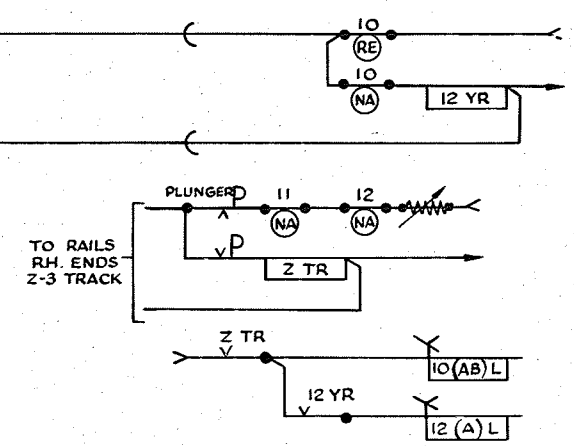 10
RE
10
NA
12 YR
PLUNGER P
11
12
NA
NA
P
TO RAILS
RH. ENDS
Z-3 TRACK
Z TR
Z TR
10 (AB) L
12 YR
12 (A) L